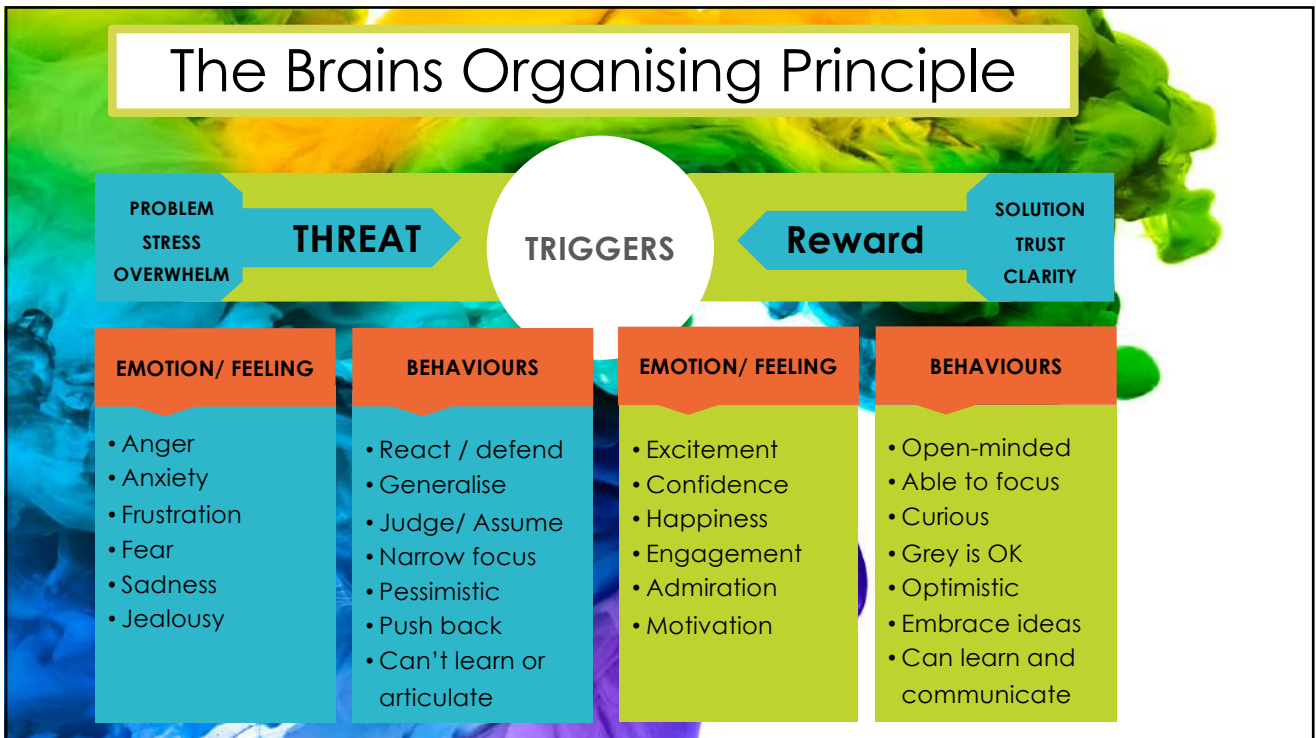 The Brains Organising Principle
PROBLEM
STRESS
OVERWHELM
THREAT
TRIGGERS
Reward
SOLUTION
TRUST
CLARITY
EMOTION/ FEELING
• Anger
• Anxiety
• Frustration
• Fear
• Sadness
• Jealousy
BEHAVIOURS
• React / defend
• Generalise
• Judge/ Assume
• Narrow focus
• Pessimistic
• Push back
• Can’t learn or
articulate
EMOTION/ FEELING
• Excitement
• Confidence
• Happiness
• Engagement
• Admiration
• Motivation
BEHAVIOURS
• Open-minded
• Able to focus
• Curious
• Grey is OK
• Optimistic
• Embrace ideas
• Can learn and
communicate